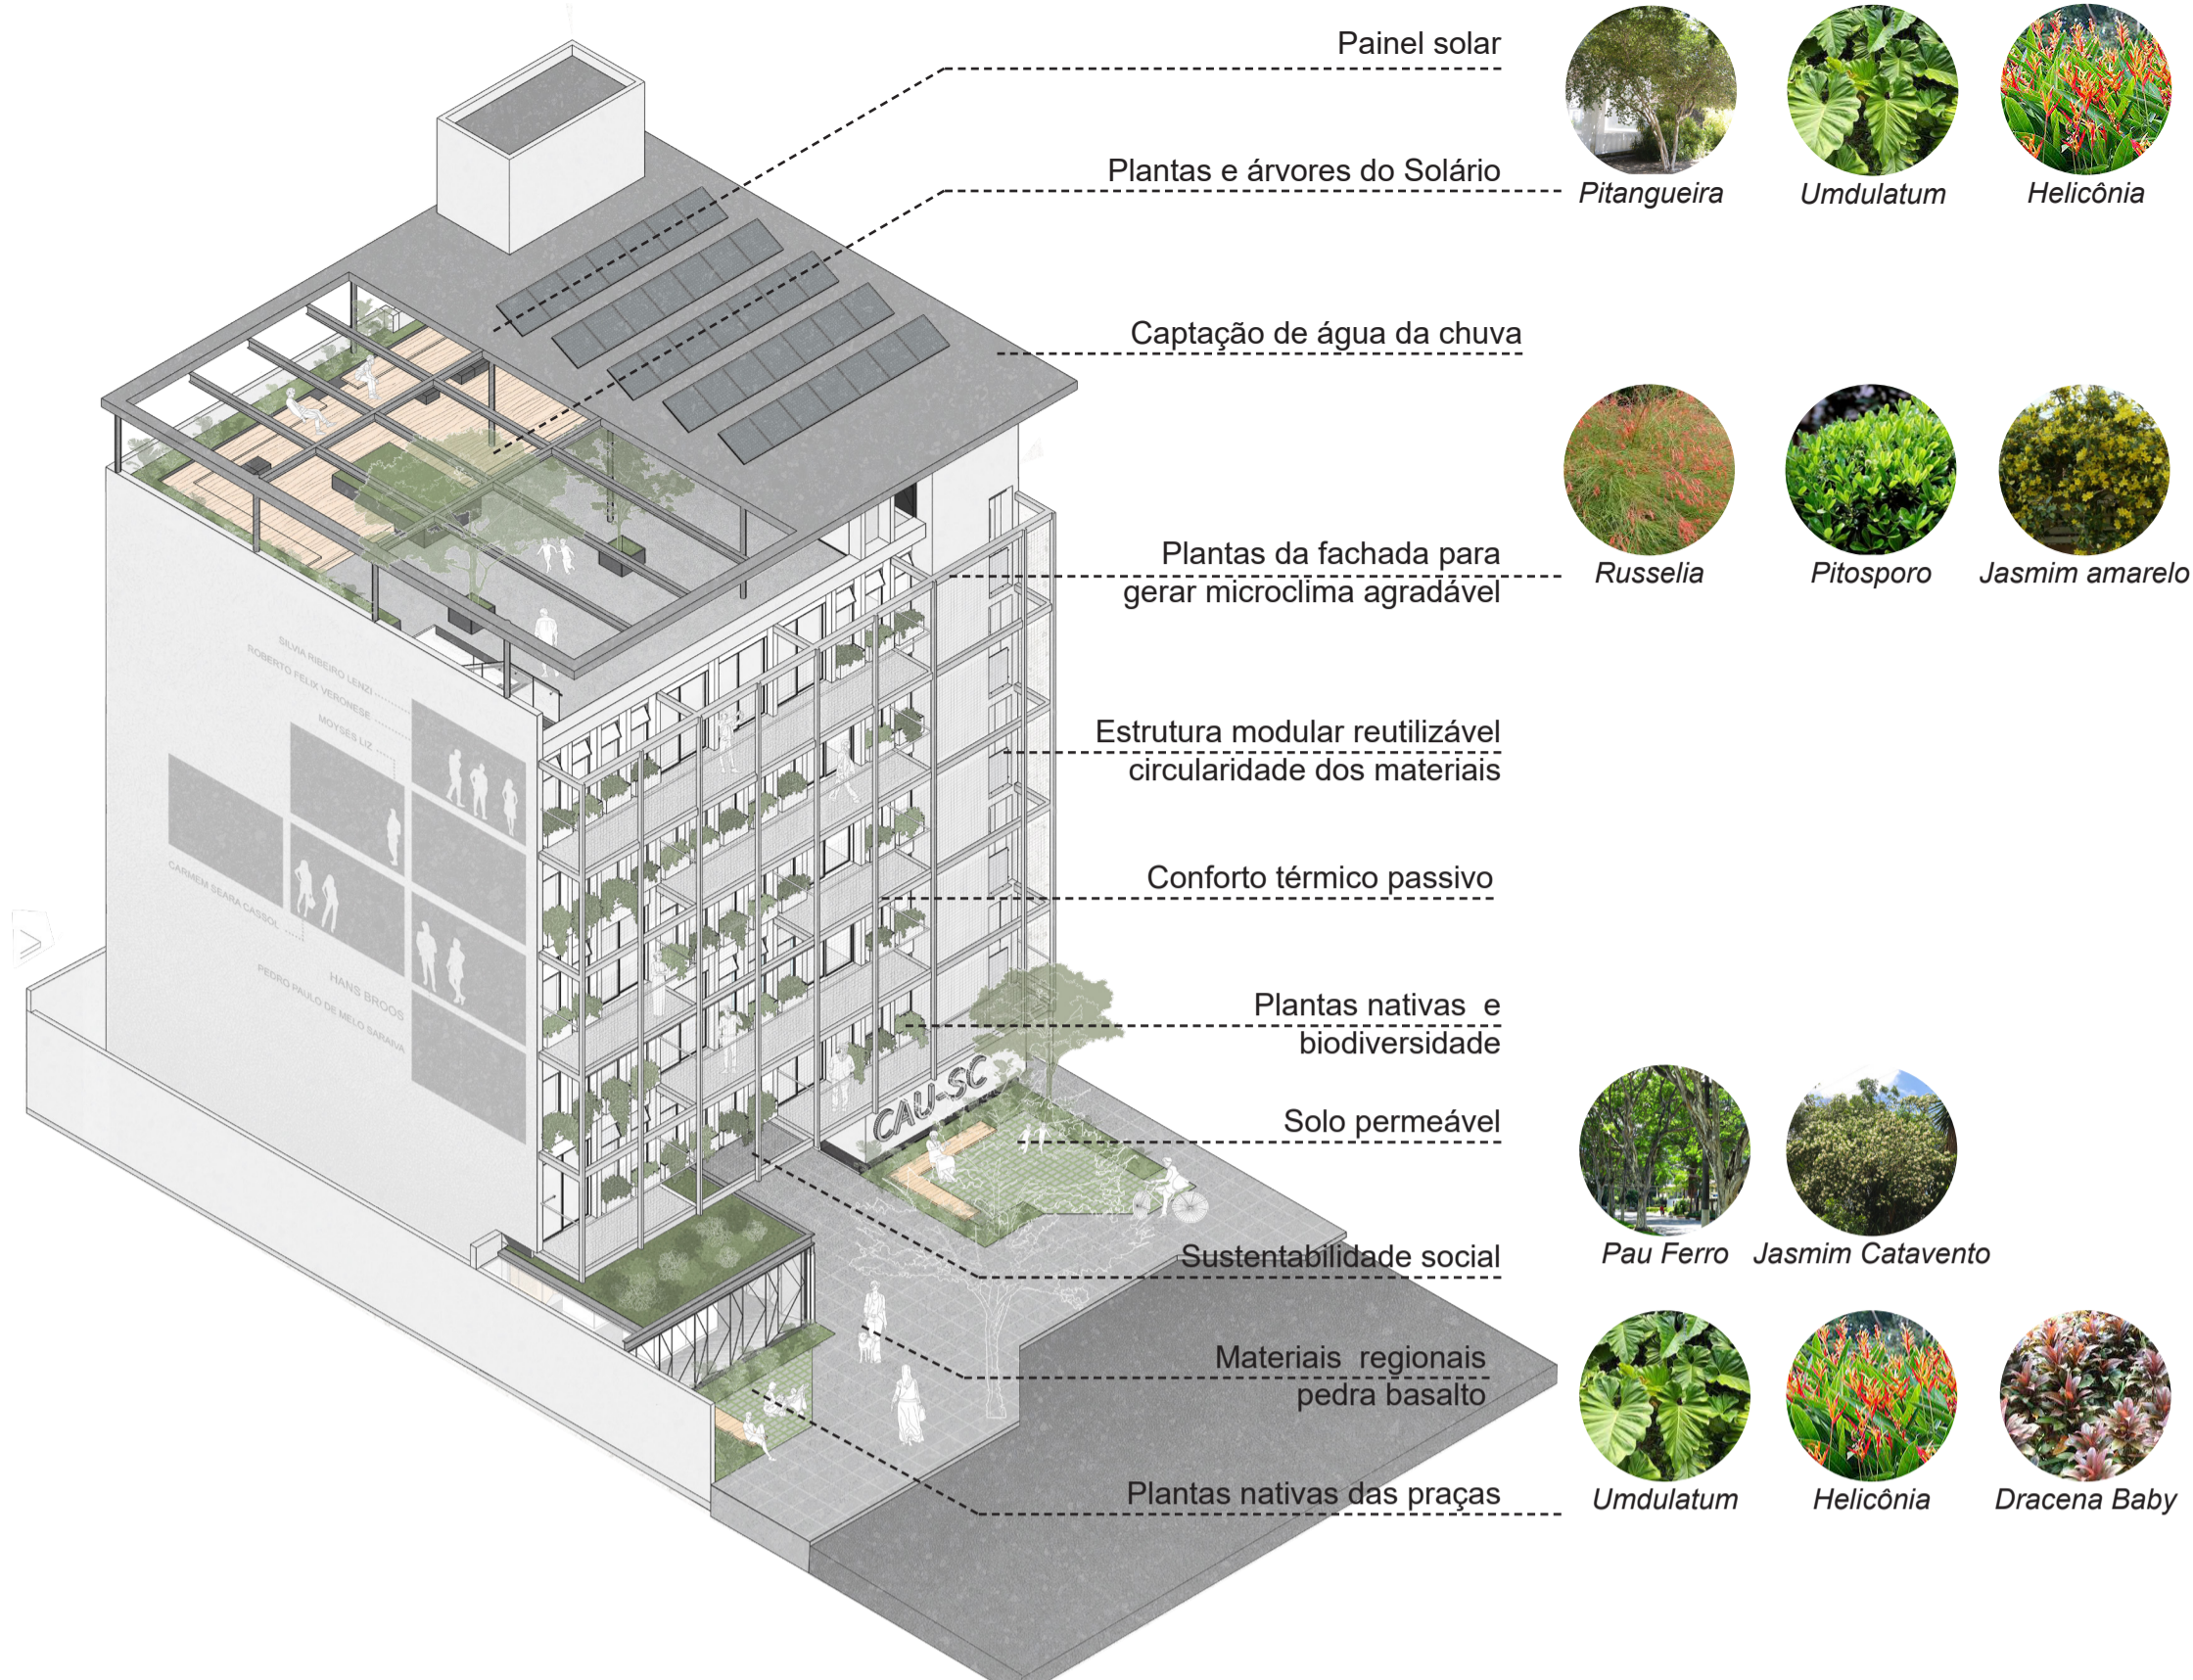 Painel solar
Plantas e árvores do Solário
Pitangueira
Umdulatum
Helicônia
Captação de água da chuva
Plantas da fachada para
gerar microclima agradável
Russelia
Pitosporo
Jasmim amarelo
SILVIA RIBEIRO LENZI
ROBERTO FELIX VERONESE
MOYSÉS LIZ
Estrutura modular reutilizável
circularidade dos materiais
Conforto térmico passivo
CARMEM SEARA CASSOL
HANS BROOS
PEDRO PAULO DE MELO SARAIVA
Plantas nativas e
biodiversidade
CAU-SC
Solo permeável
Pau Ferro
Jasmim Catavento
Sustentabilidade social
Materiais regionais
pedra basalto
Plantas nativas das praças
Umdulatum
Helicônia
Dracena Baby